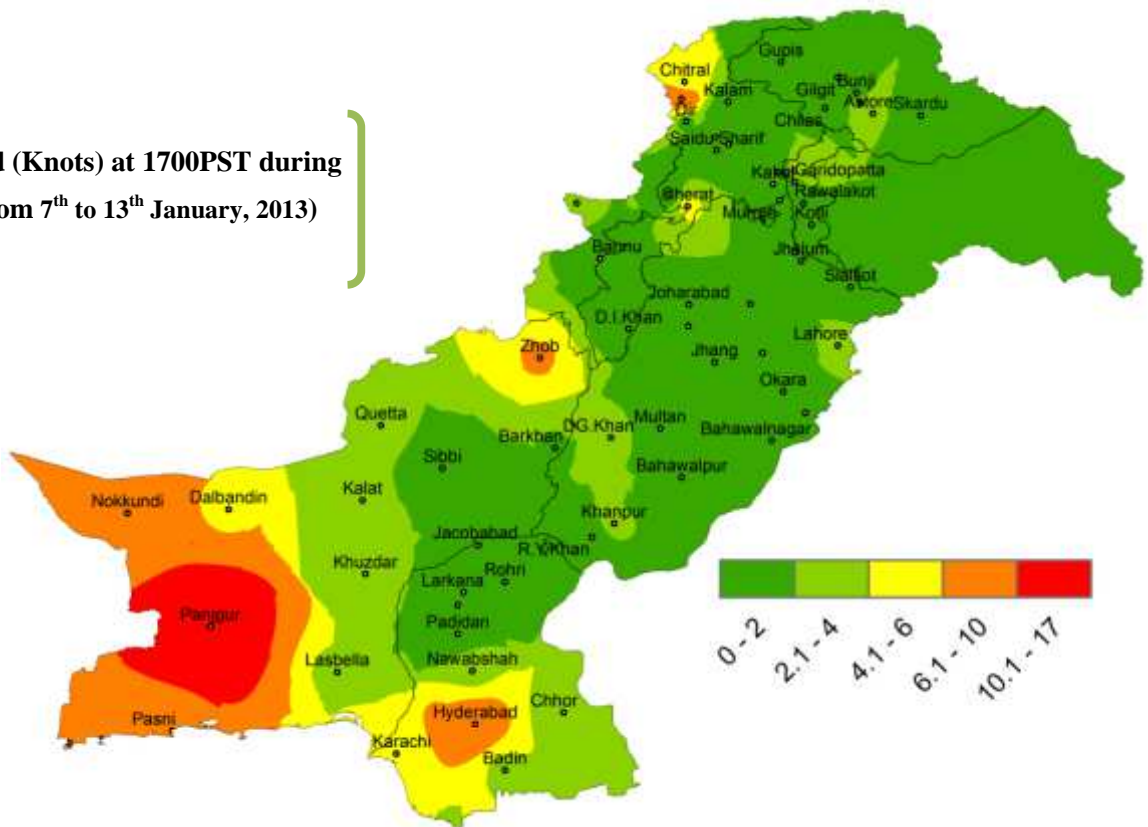 d (Knots) at 1700PST during
om 7th to 13th January, 2013)
Gupis
Chitral
Bunji
Kalam
Gilgit
Astore
Skardu
Dir
Chilas
Saidu Sharif
Garidopatta
Kakul
Rawalakot
Cherat
Murree
Kotli
Bannu
Jhelum
Sialkot
Joharabad
D.I.Khan
Lahore
Zhob
Jhang
Okara
Quetta
D.G.Khan
Multan
Bahawalnagar
Barkhan
Sibbi
Bahawalpur
Nokkundi
Dalbandin
Kalat
Khanpur
Jacobabad
R.Y.Khan
Khuzdar
Larkana
Rohri
Panjgur
Padidan
Lasbella
Nawabshah
Chhor
Pasni
Hyderabad
Karachi
Badin
0 - 2
2.1 - 4
4.1 - 6
6.1 - 10
10.1 - 17